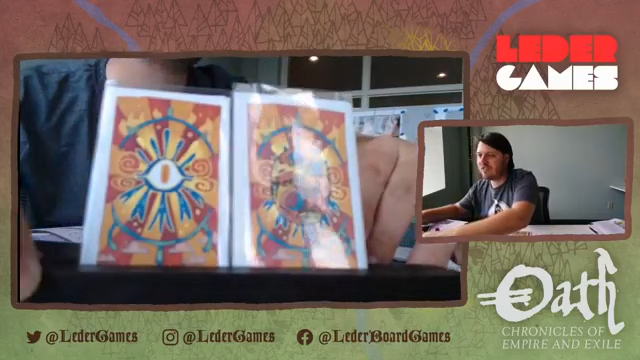 LEDER
GAMES
Oath
CHRONICLES OF
EMPIRE AND EXILE
@LederGames
@LederGames
@LederBoardGames